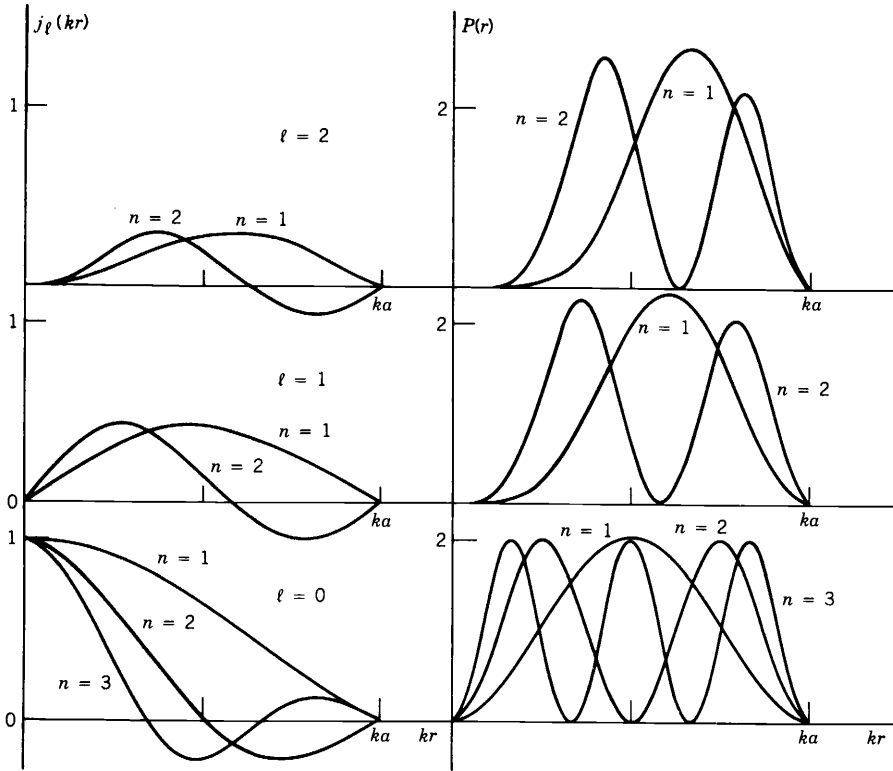 jℓ(kr)
1
ℓ = 2
n = 2
n = 1
ka
1
ℓ = 1
n = 1
n = 2
0
ka
1
n = 1
ℓ = 0
n = 2
n = 3
0
ka
kr
P(r)
2
n = 1
n = 2
ka
2
n = 1
n = 2
ka
n = 1
n = 2
2
n = 3
ka
kr